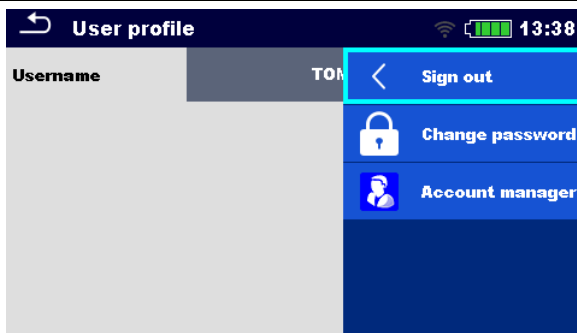 User profile 13:38
Username TOM
Sign out
Change password
Account manager